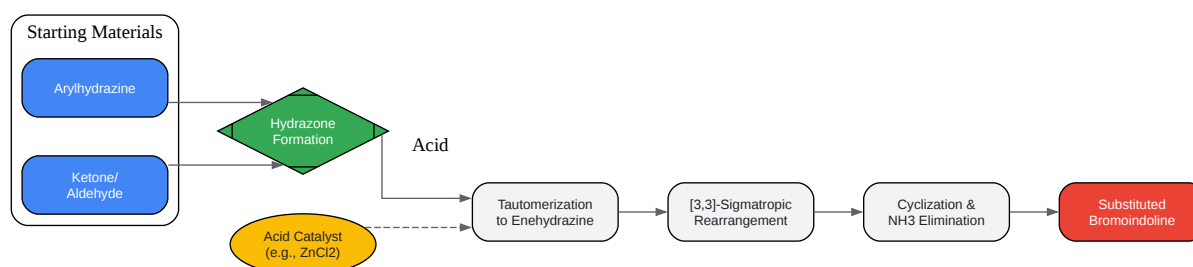 Starting Materials
Arylhydrazine
Ketone/
Aldehyde
Hydrazone
Formation
Acid
Acid Catalyst
(e.g., ZnCl2)
Tautomerization
to Enehydrazine
[3,3]-Sigmatropic
Rearrangement
Cyclization &
NH3 Elimination
Substituted
Bromoindoline